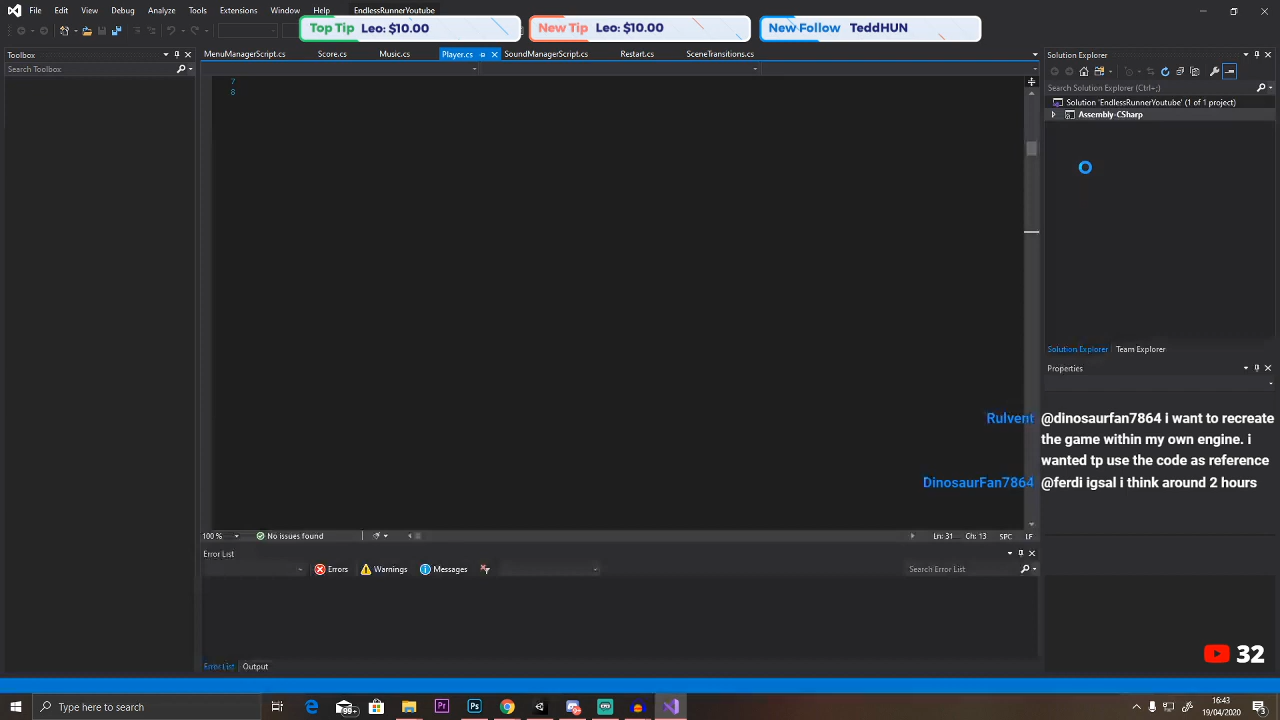 File Edit View Debug Tools Extensions Window Help EndlessRunnerYoutube
Top Tip Leo: $10.00
New Tip Leo: $10.00
New Follow TeddHUN
Toolbox
Search Toolbox
MenuManagerScript.cs Score.cs Music.cs Player.cs SoundManagerScript.cs Restart.cs SceneTransitions.cs
7
8
Solution Explorer
Search Solution Explorer (Ctrl+;)
Solution 'EndlessRunnerYoutube' (1 of 1 project)
Assembly-CSharp
Solution Explorer Team Explorer
Properties
Rulvent @dinosaurfan7864 i want to recreate
the game within my own engine. i
wanted tp use the code as reference
DinosaurFan7864 @ferdi igsal i think around 2 hours
100 % No issues found Ln: 31 Ch: 13 SPC LF
Error List
Errors Warnings Messages Search Error List
Error List Output
32
Type here to search
16:43
19/04/2020